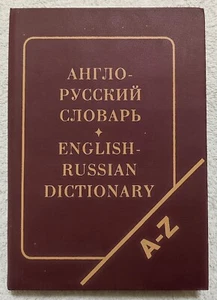 АНГЛО-
РУССКИЙ
СЛОВАРЬ
ENGLISH-
RUSSIAN
DICTIONARY
A-Z